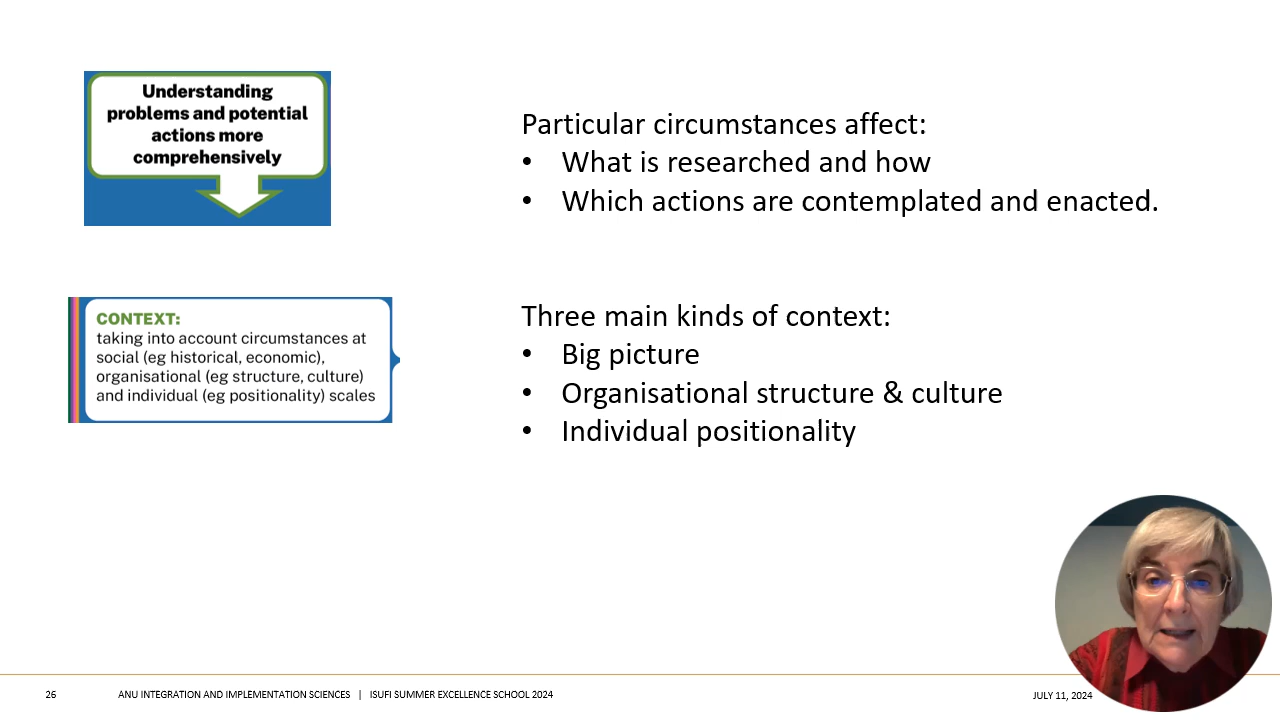 Understanding
problems and potential
actions more
comprehensively
Particular circumstances affect:
• What is researched and how
• Which actions are contemplated and enacted.
CONTEXT:
taking into account circumstances at
social (eg historical, economic),
organisational (eg structure, culture)
and individual (eg positionality) scales
Three main kinds of context:
• Big picture
• Organisational structure & culture
• Individual positionality
26 ANU INTEGRATION AND IMPLEMENTATION SCIENCES | ISUFI SUMMER EXCELLENCE SCHOOL 2024 JULY 11, 2024